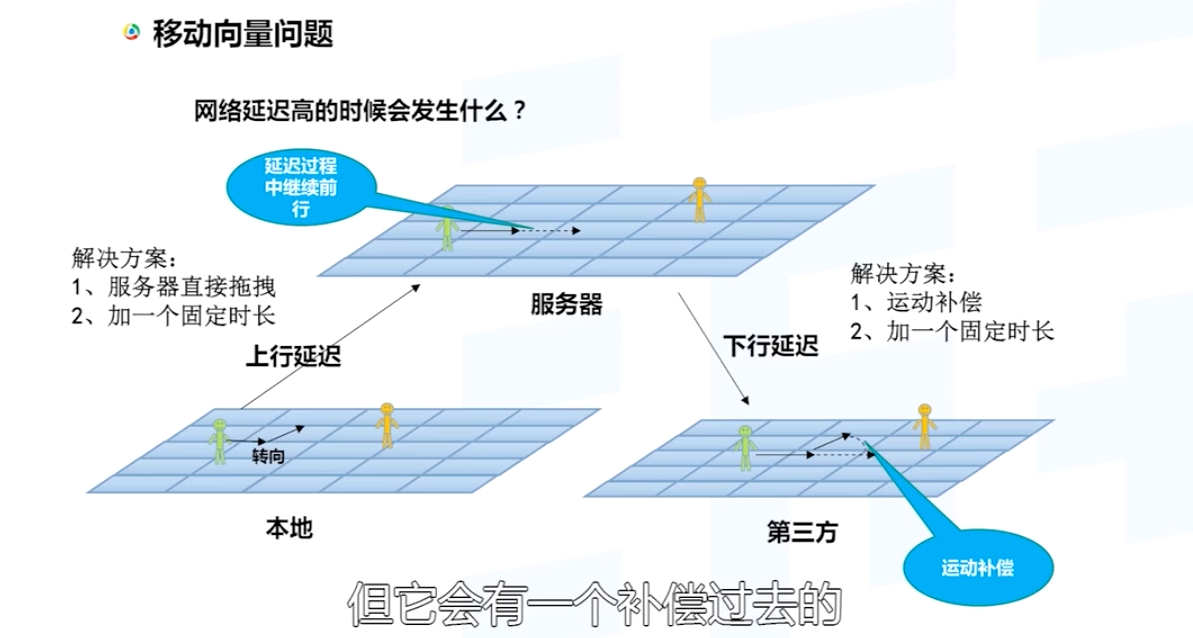 移动向量问题
网络延迟高的时候会发生什么？
延迟过程
中继续前
行
解决方案：
1、服务器直接拖拽
2、加一个固定时长
服务器
解决方案：
1、运动补偿
2、加一个固定时长
上行延迟
下行延迟
转向
本地
第三方
运动补偿
但它会有一个补偿过去的